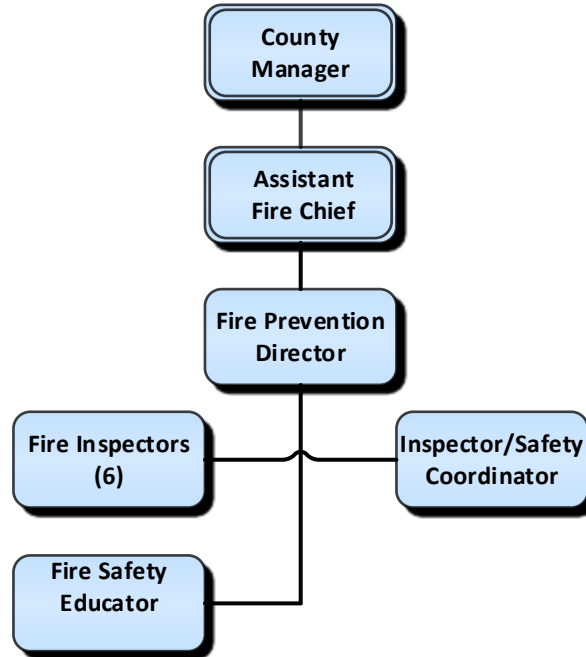 County
Manager
Assistant
Fire Chief
Fire Prevention
Director
Fire Inspectors
(6)
Inspector/Safety
Coordinator
Fire Safety
Educator